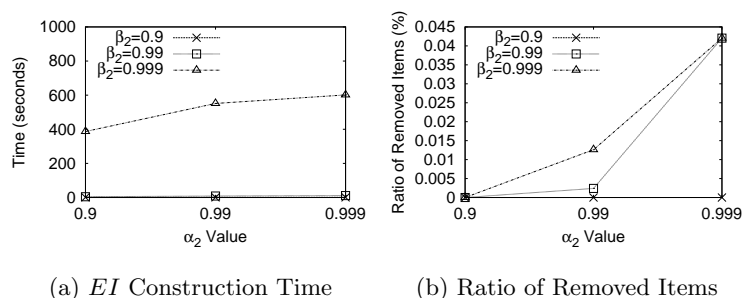 β2=0.9
β2=0.99
β2=0.999
Time (seconds)
1000
800
600
400
200
0
0.9 0.99 0.999
α2 Value
(a) EI Construction Time
β2=0.9
β2=0.99
β2=0.999
Ratio of Removed Items (%)
0.045
0.04
0.035
0.03
0.025
0.02
0.015
0.01
0.005
0
0.9 0.99 0.999
α2 Value
(b) Ratio of Removed Items